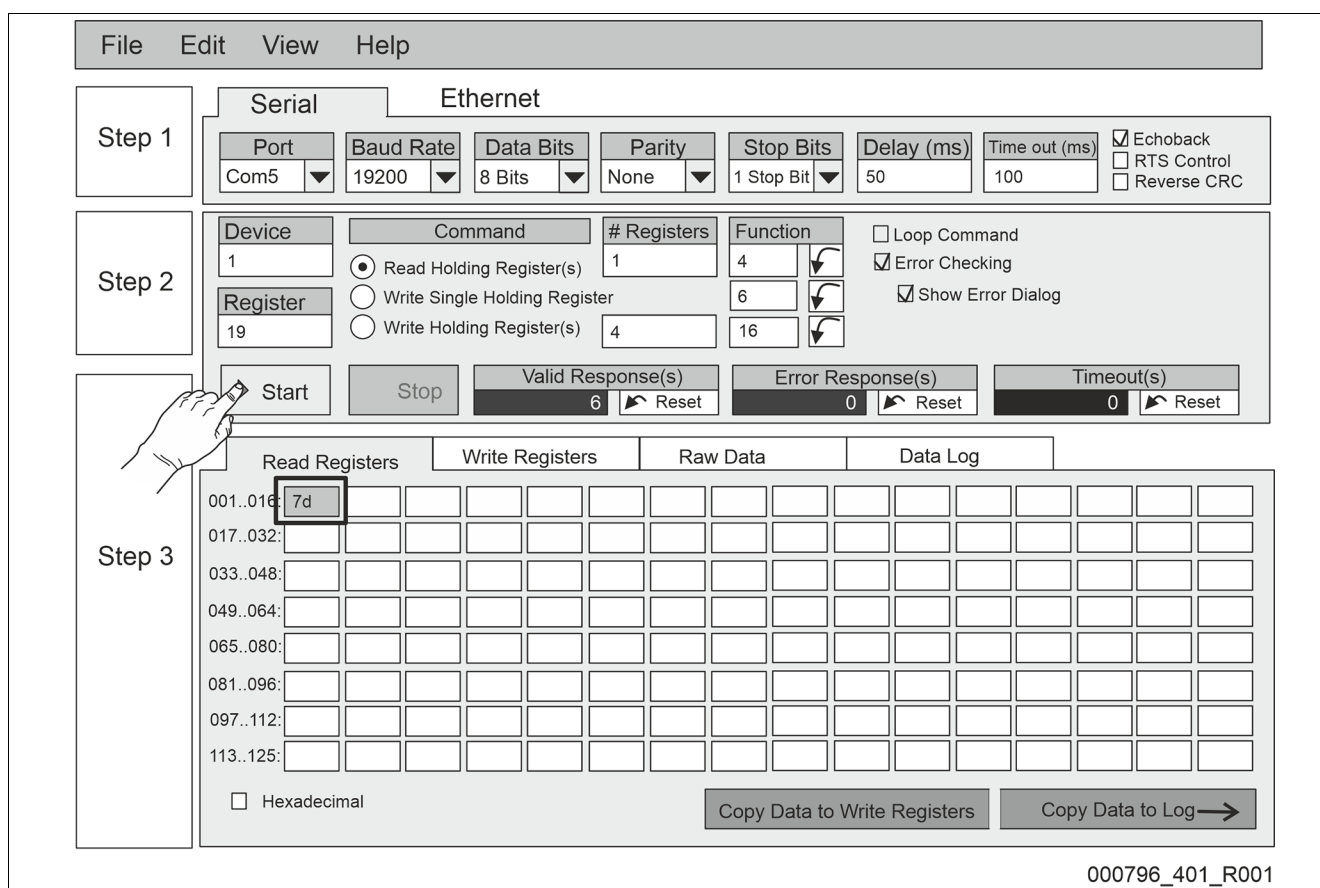 File Edit View Help
Step 1
Serial Ethernet
Port Baud Rate Data Bits Parity Stop Bits Delay (ms) Time out (ms)
Com5 19200 8 Bits None 1 Stop Bit 50 100
Echoback
RTS Control
Reverse CRC
Step 2
Device Command # Registers Function
1 Read Holding Register(s) 1 4
Register Write Single Holding Register 6
19 Write Holding Register(s) 4 16
Loop Command
Error Checking
Show Error Dialog
Step 3
Start Stop
Valid Response(s) Error Response(s) Timeout(s)
6 Reset 0 Reset 0 Reset
Read Registers Write Registers Raw Data Data Log
001..016: 7d
017..032:
033..048:
049..064:
065..080:
081..096:
097..112:
113..125:
Hexadecimal
Copy Data to Write Registers Copy Data to Log
000796_401_R001